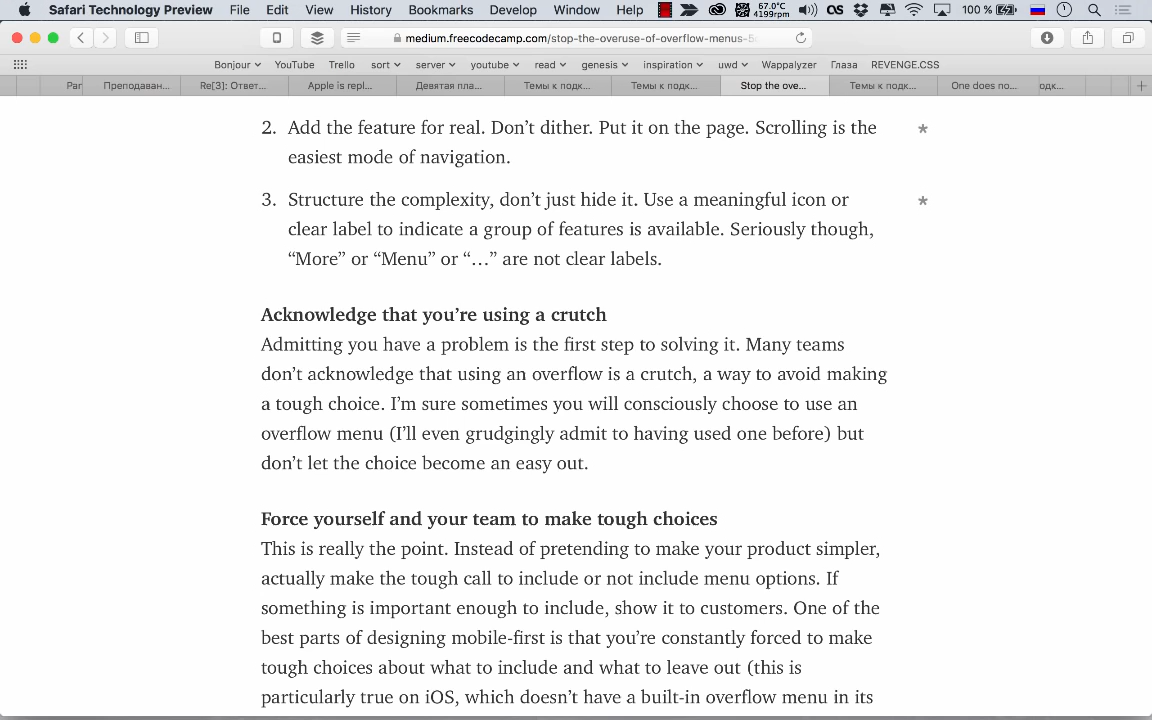 Safari Technology Preview File Edit View History Bookmarks Develop Window Help 67.0°C 4199rpm 100 %
medium.freecodecamp.com/stop-the-overuse-of-overflow-menus-
Bonjour YouTube Trello sort server youtube read genesis inspiration uwd Wappalyzer Глаза REVENGE.CSS
Преподаван... Re[3]: Ответ... Apple is repl... Девятая пла... Темы к подк... Темы к подк... Stop the ove... Темы к подк... One does no... одк...
2. Add the feature for real. Don’t dither. Put it on the page. Scrolling is the *
easiest mode of navigation.
3. Structure the complexity, don’t just hide it. Use a meaningful icon or *
clear label to indicate a group of features is available. Seriously though,
“More” or “Menu” or “…” are not clear labels.
Acknowledge that you’re using a crutch
Admitting you have a problem is the first step to solving it. Many teams
don’t acknowledge that using an overflow is a crutch, a way to avoid making
a tough choice. I’m sure sometimes you will consciously choose to use an
overflow menu (I’ll even grudgingly admit to having used one before) but
don’t let the choice become an easy out.
Force yourself and your team to make tough choices
This is really the point. Instead of pretending to make your product simpler,
actually make the tough call to include or not include menu options. If
something is important enough to include, show it to customers. One of the
best parts of designing mobile-first is that you’re constantly forced to make
tough choices about what to include and what to leave out (this is
particularly true on iOS, which doesn’t have a built-in overflow menu in its